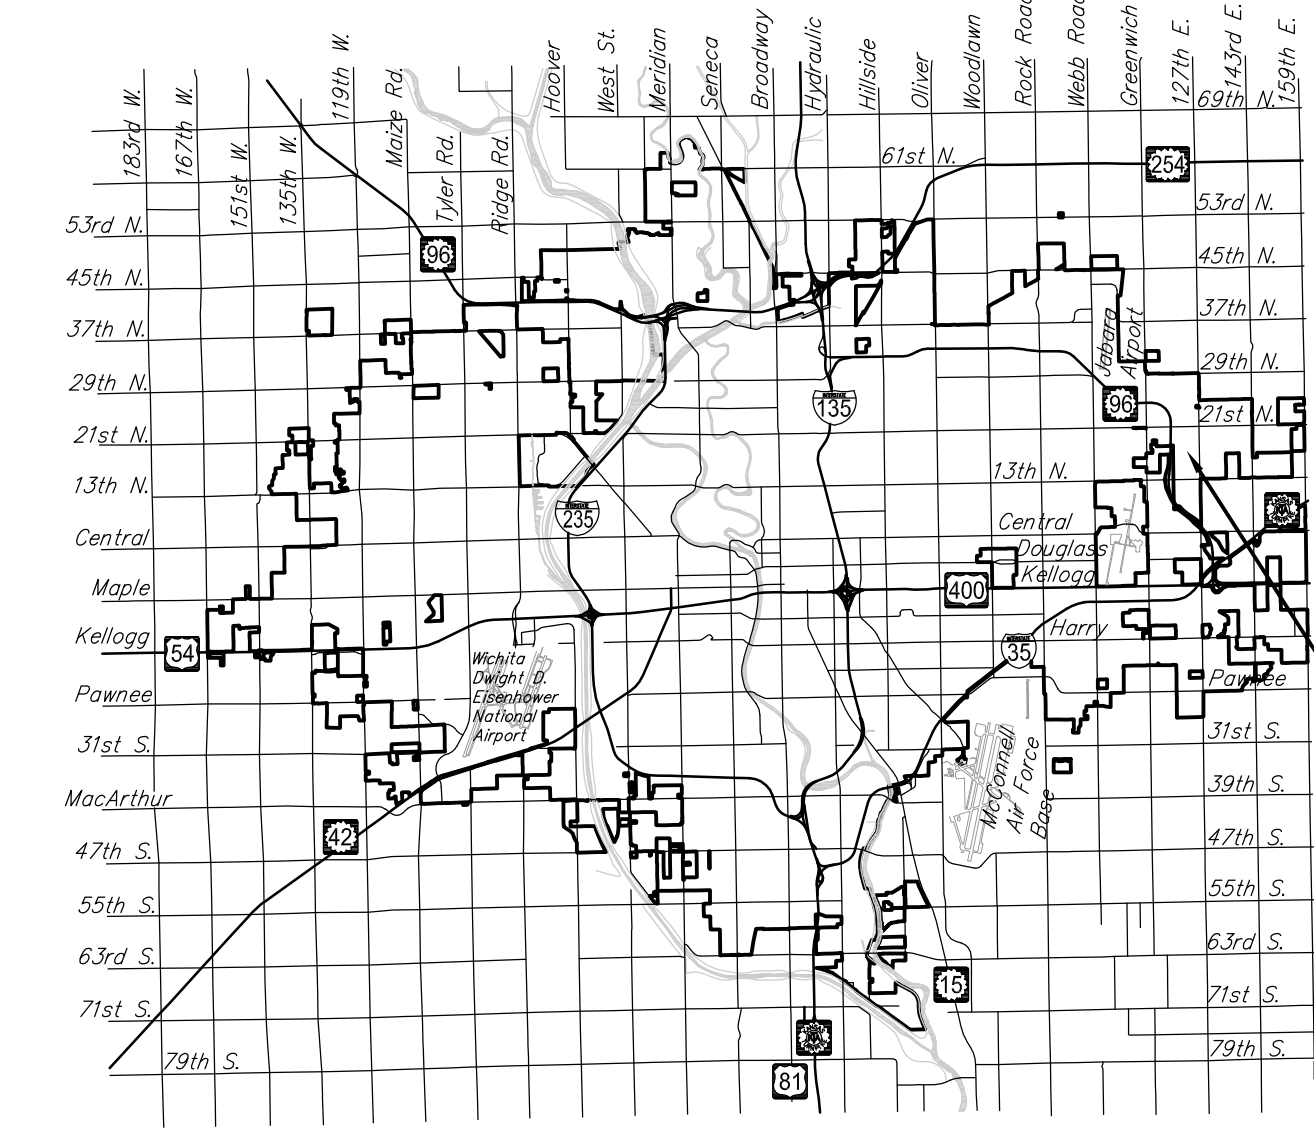 183rd W.
167th W.
151st W.
135th W.
119th W.
Maize Rd.
Tyler Rd.
Ridge Rd.
Hoover
West St.
Meridian
Seneca
Broadway
Hydraulic
Hillside
Oliver
Woodlawn
Rock Road
Webb Road
Greenwich
127th E.
143rd E.
159th E.
69th N.
61st N.
254
53rd N.
53rd N.
96
45th N.
45th N.
37th N.
37th N.
Jabara
Airport
29th N.
29th N.
INTERSTATE
135
96
21st N.
21st N.
13th N.
13th N.
INTERSTATE
235
Central
Central
Douglass
Kellogg
Maple
400
Kellogg
54
Harry
INTERSTATE
35
Wichita
Dwight D.
Eisenhower
National
Airport
Pawnee
Pawnee
31st S.
31st S.
McConnell
Air Force
Base
MacArthur
39th S.
42
47th S.
47th S.
55th S.
55th S.
63rd S.
63rd S.
15
71st S.
71st S.
79th S.
79th S.
81